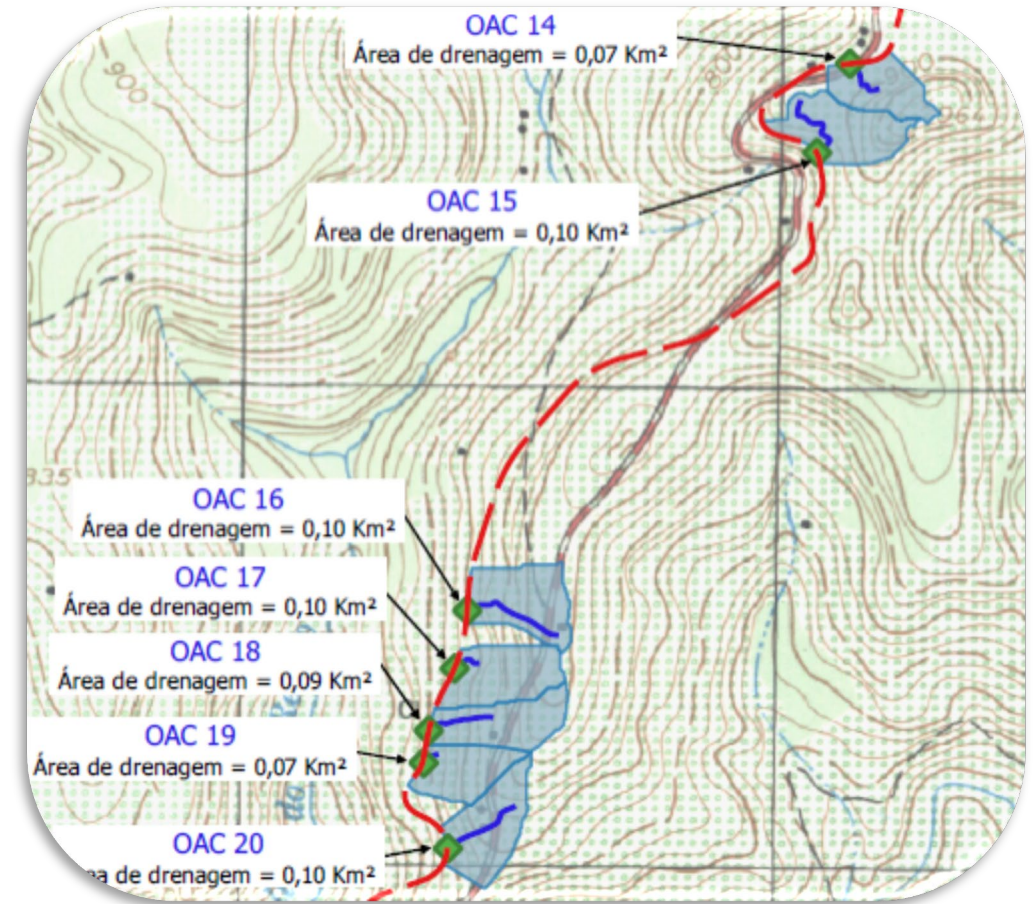 OAC 14
Área de drenagem = 0,07 Km²
900
800
OAC 15
Área de drenagem = 0,10 Km²
835
OAC 16
Área de drenagem = 0,10 Km²
OAC 17
Área de drenagem = 0,10 Km²
OAC 18
Área de drenagem = 0,09 Km²
OAC 19
Área de drenagem = 0,07 Km²
da
OAC 20
ea de drenagem = 0,10 Km²